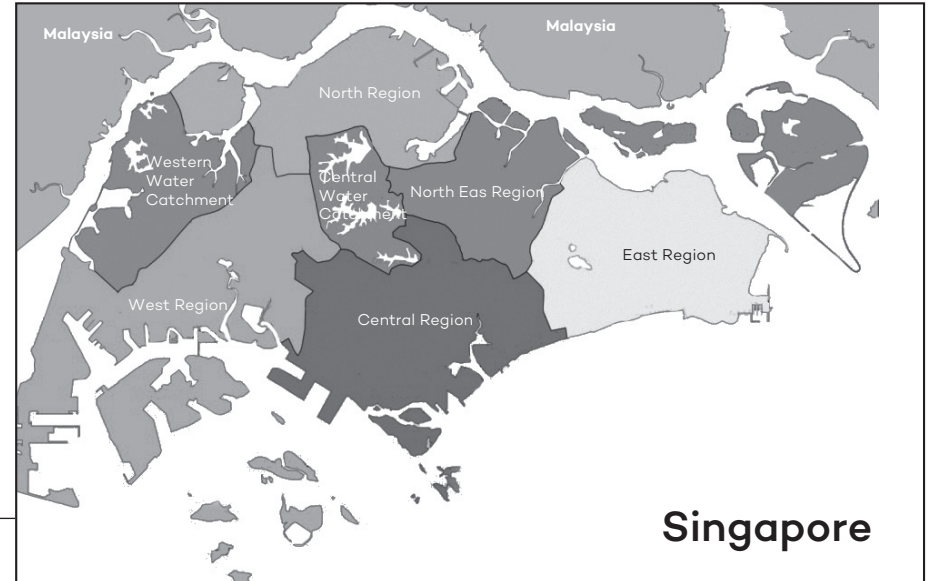 Malaysia
Malaysia
North Region
Western
Water
Catchment
Central
Water
Catchment
North Eas Region
East Region
West Region
Central Region
Singapore